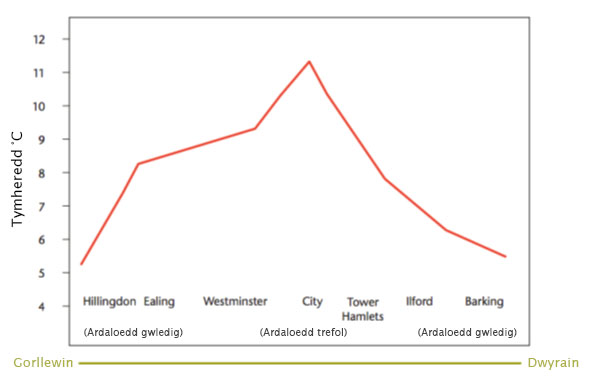 Tymheredd ˚C
12
11
10
9
8
7
6
5
4
Hillingdon Ealing Westminster City Tower Hamlets Ilford Barking
(Ardaloedd gwledig) (Ardaloedd trefol) (Ardaloedd gwledig)
Gorllewin Dwyrain